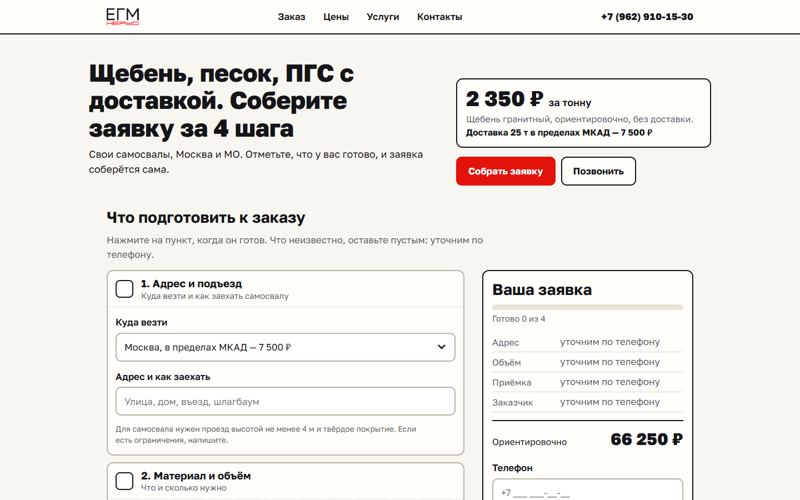 ЕГМ
НЕРУД
Заказ Цены Услуги Контакты
+7 (962) 910-15-30
Щебень, песок, ПГС с
доставкой. Соберите
заявку за 4 шага
Свои самосвалы, Москва и МО. Отметьте, что у вас готово, и заявка
соберётся сама.
2 350 ₽ за тонну
Щебень гранитный, ориентировочно, без доставки.
Доставка 25 т в пределах МКАД — 7 500 ₽
Собрать заявку
Позвонить
Что подготовить к заказу
Нажмите на пункт, когда он готов. Что неизвестно, оставьте пустым: уточним по
телефону.
1. Адрес и подъезд
Куда везти и как заехать самосвалу
Куда везти
Москва, в пределах МКАД — 7 500 ₽
Адрес и как заехать
Улица, дом, въезд, шлагбаум
Для самосвала нужен проезд высотой не менее 4 м и твёрдое покрытие. Если
есть ограничения, напишите.
2. Материал и объём
Что и сколько нужно
Ваша заявка
Готово 0 из 4
Адрес уточним по телефону
Объём уточним по телефону
Приёмка уточним по телефону
Заказчик уточним по телефону
Ориентировочно 66 250 ₽
Телефон
+7 ___ ___-__-__